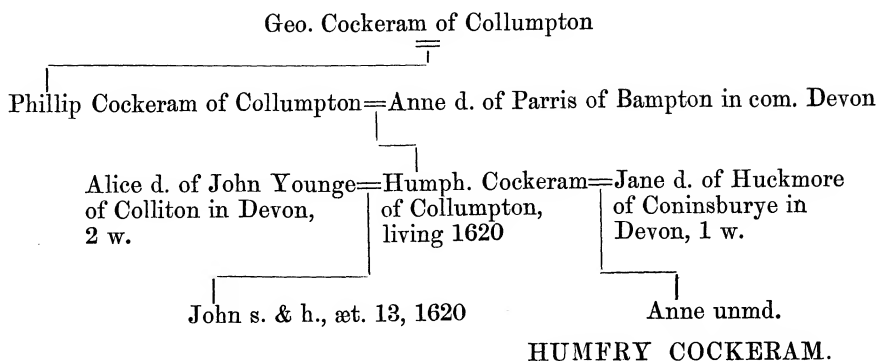 Geo. Cockeram of Collumpton
Phillip Cockeram of Collumpton=Anne d. of Parris of Bampton in com. Devon
Alice d. of John Younge=Humph. Cockeram=Jane d. of Huckmore
of Colliton in Devon, of Collumpton, of Coninsburye in
2 w. living 1620 Devon, 1 w.
John s. & h., æt. 13, 1620 Anne unmd.
HUMFRY COCKERAM.